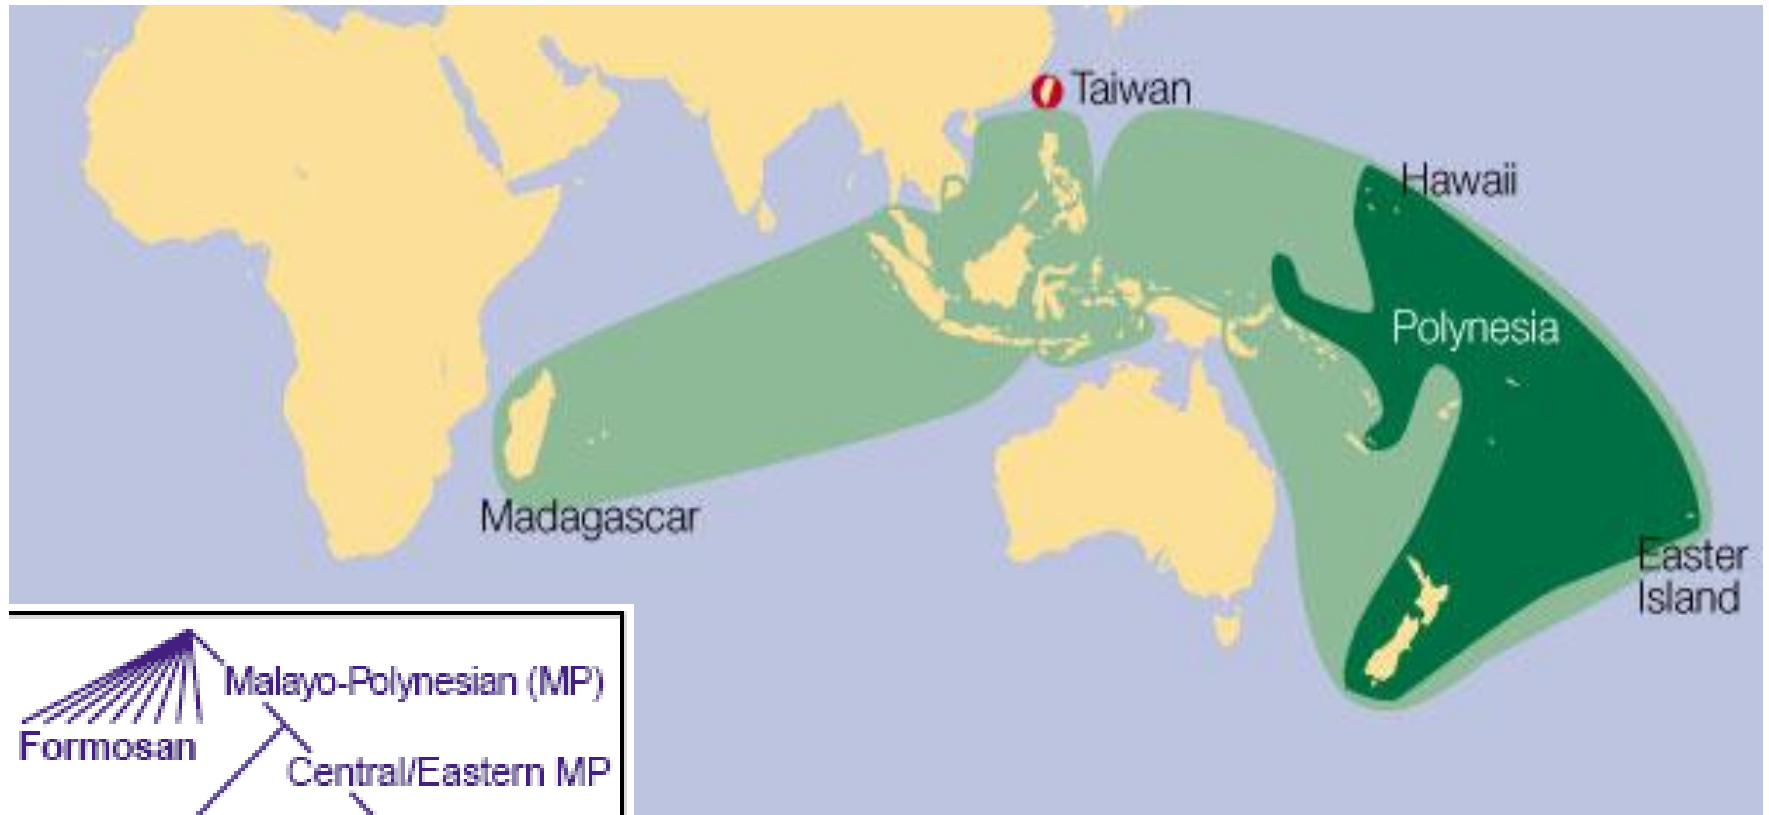 Taiwan
Hawaii
Polynesia
Madagascar
Easter
Island
Malayo-Polynesian (MP)
Formosan
Central/Eastern MP